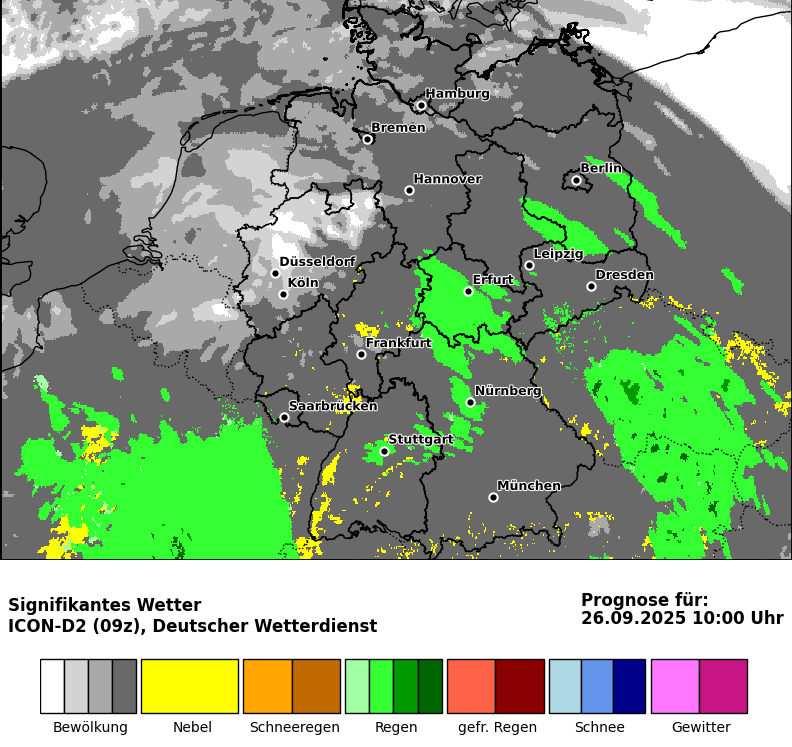 Hamburg
Bremen
Hannover
Berlin
Düsseldorf
Köln
Leipzig
Erfurt
Dresden
Frankfurt
Nürnberg
Saarbrücken
Stuttgart
München
Signifikantes Wetter
ICON-D2 (09z), Deutscher Wetterdienst
Prognose für:
26.09.2025 10:00 Uhr
Bewölkung
Nebel
Schneeregen
Regen
gefr. Regen
Schnee
Gewitter